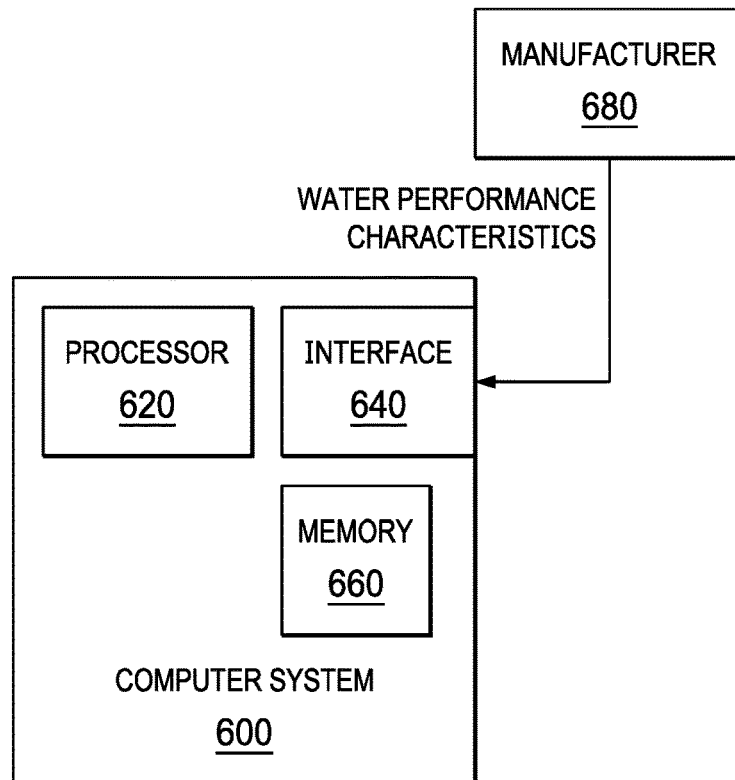 MANUFACTURER
680
WATER PERFORMANCE
CHARACTERISTICS
PROCESSOR
620
INTERFACE
640
MEMORY
660
COMPUTER SYSTEM
600